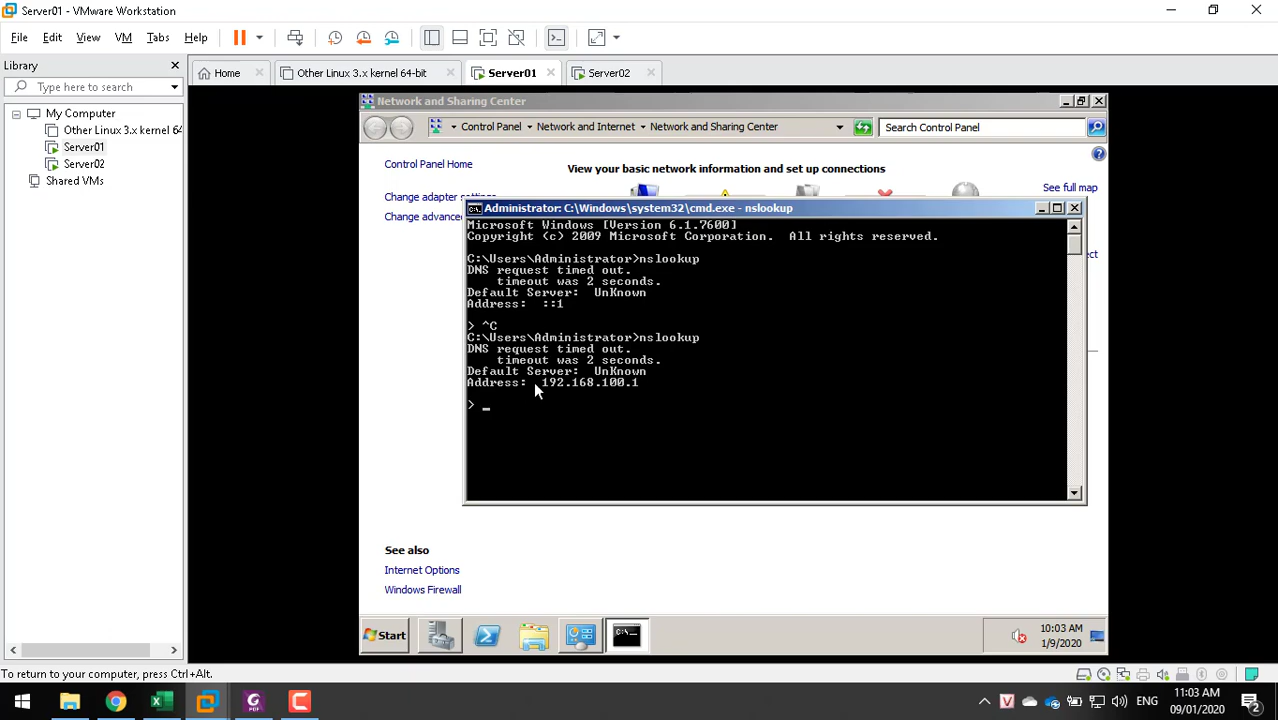 Server01 - VMware Workstation
File Edit View VM Tabs Help
Library
Type here to search
My Computer
Other Linux 3.x kernel 64
Server01
Server02
Shared VMs
Home Other Linux 3.x kernel 64-bit Server01 Server02
Network and Sharing Center
Control Panel Network and Internet Network and Sharing Center Search Control Panel
Control Panel Home
Change adapter settings
Change advanced
View your basic network information and set up connections
See full map
ect
Administrator: C:\Windows\system32\cmd.exe - nslookup
Microsoft Windows [Version 6.1.7600]
Copyright (c) 2009 Microsoft Corporation. All rights reserved.
C:\Users\Administrator>nslookup
DNS request timed out.
timeout was 2 seconds.
Default Server: UnKnown
Address: ::1
> ^C
C:\Users\Administrator>nslookup
DNS request timed out.
timeout was 2 seconds.
Default Server: UnKnown
Address: 192.168.100.1
> _
See also
Internet Options
Windows Firewall
Start
C:\_
10:03 AM
1/9/2020
To return to your computer, press Ctrl+Alt.
ENG
11:03 AM
09/01/2020
2